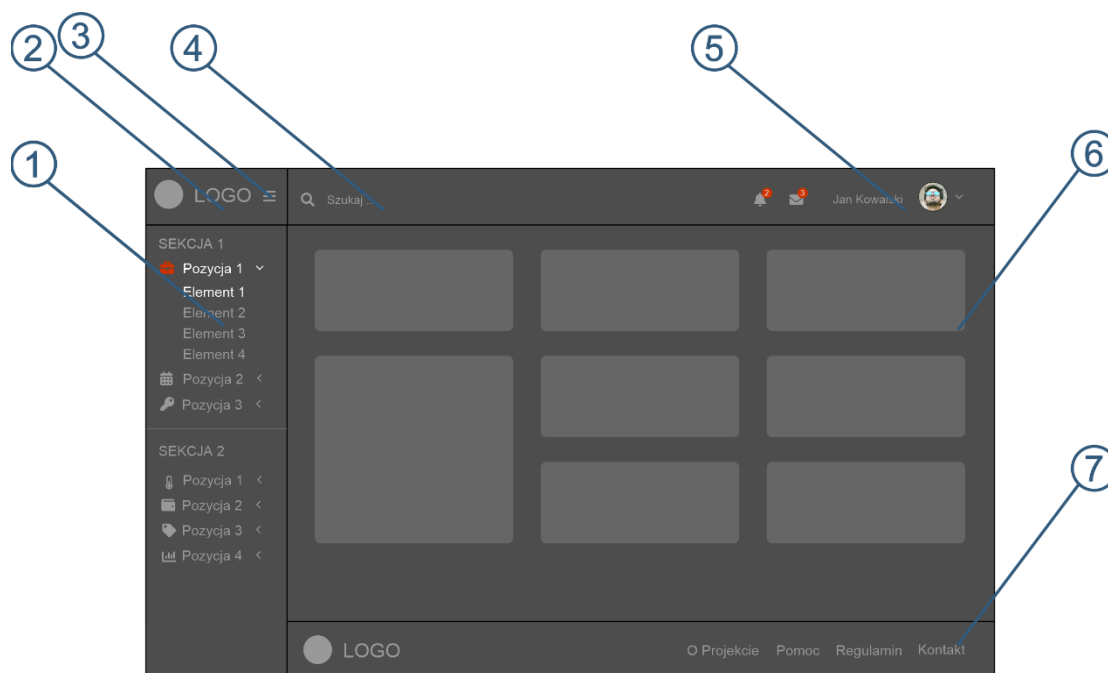 3
2
4
5
6
1
LOGO
Szukaj ...
2
3
Jan Kowalski
SEKCJA 1
Pozycja 1
Element 1
Element 2
Element 3
Element 4
Pozycja 2
Pozycja 3
SEKCJA 2
Pozycja 1
Pozycja 2
Pozycja 3
Pozycja 4
7
LOGO
O Projekcie Pomoc Regulamin Kontakt